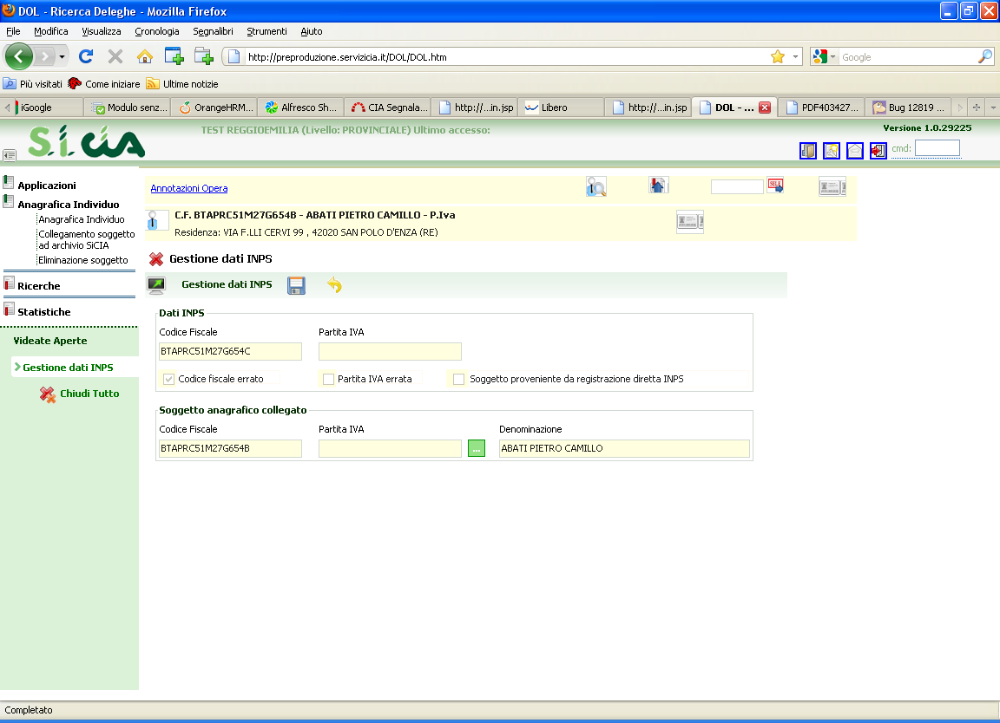 DOL - Ricerca Deleghe - Mozilla Firefox
File Modifica Visualizza Cronologia Segnalibri Strumenti Aiuto
http://preproduzione.servizicia.it/DOL/DOL.htm Google
Più visitati Come iniziare Ultime notizie
iGoogle Modulo senz... OrangeHRM... Alfresco Sh... CIA Segnala... http://...in.jsp Libero http://...in.jsp DOL - ... PDF403427... Bug 12819 ...
S.I. CIA
TEST REGGIOEMILIA (Livello: PROVINCIALE) Ultimo accesso:
Versione 1.0.29225
cmd:
Applicazioni
Anagrafica Individuo
Anagrafica Individuo
Collegamento soggetto
ad archivio SiCIA
Eliminazione soggetto
Ricerche
Statistiche
Videate Aperte
Gestione dati INPS
Chiudi Tutto
Annotazioni Opera
C.F. BTAPRC51M27G654B - ABATI PIETRO CAMILLO - P.Iva
Residenza: VIA F.LLI CERVI 99 , 42020 SAN POLO D'ENZA (RE)
Gestione dati INPS
Gestione dati INPS
Dati INPS
Codice Fiscale Partita IVA
BTAPRC51M27G654C
Codice fiscale errato Partita IVA errata Soggetto proveniente da registrazione diretta INPS
Soggetto anagrafico collegato
Codice Fiscale Partita IVA Denominazione
BTAPRC51M27G654B ... ABATI PIETRO CAMILLO
Completato